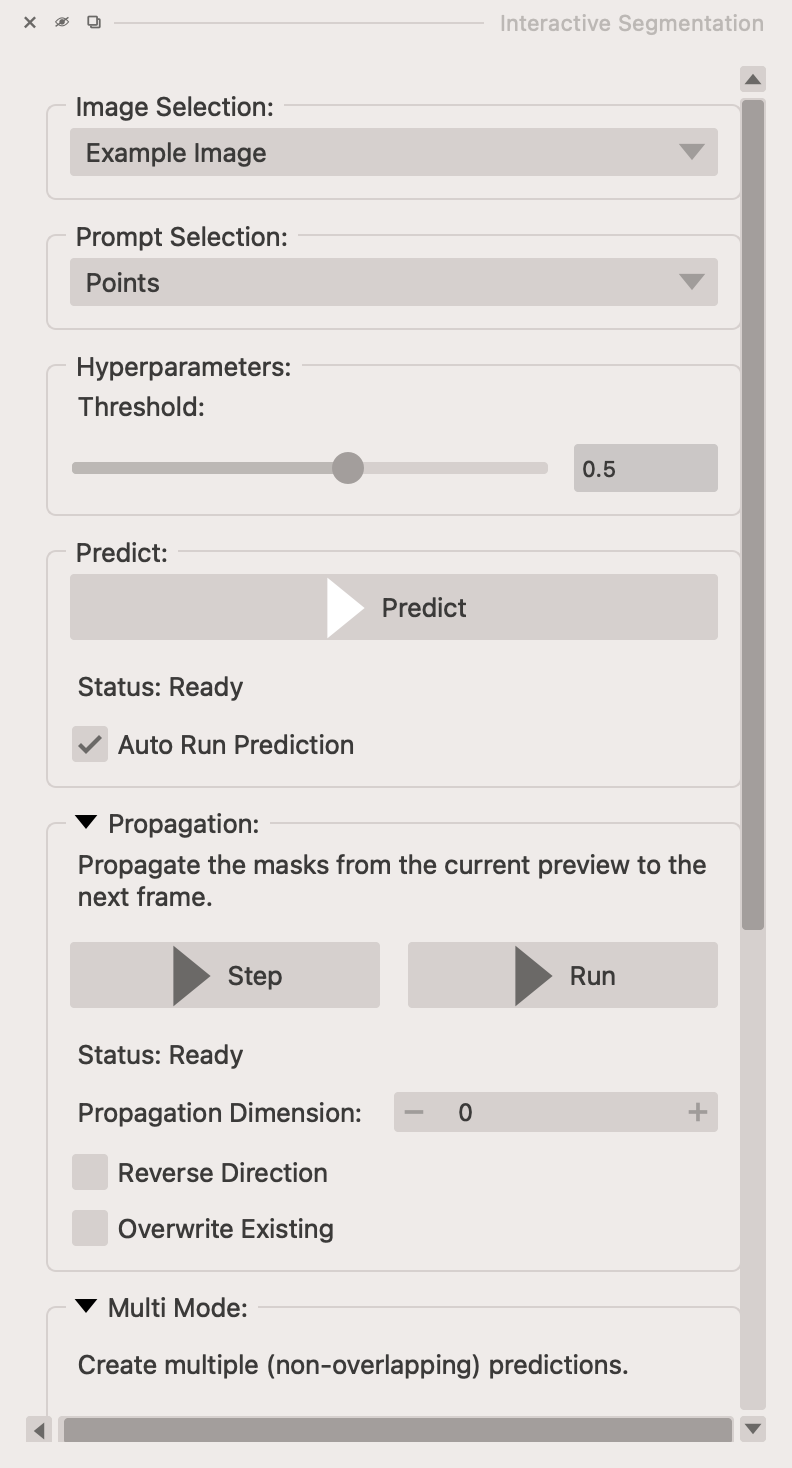 Interactive Segmentation
Image Selection:
Example Image
Prompt Selection:
Points
Hyperparameters:
Threshold:
0.5
Predict:
Predict
Status: Ready
Auto Run Prediction
Propagation:
Propagate the masks from the current preview to the
next frame.
Step
Run
Status: Ready
Propagation Dimension:
0
Reverse Direction
Overwrite Existing
Multi Mode:
Create multiple (non-overlapping) predictions.